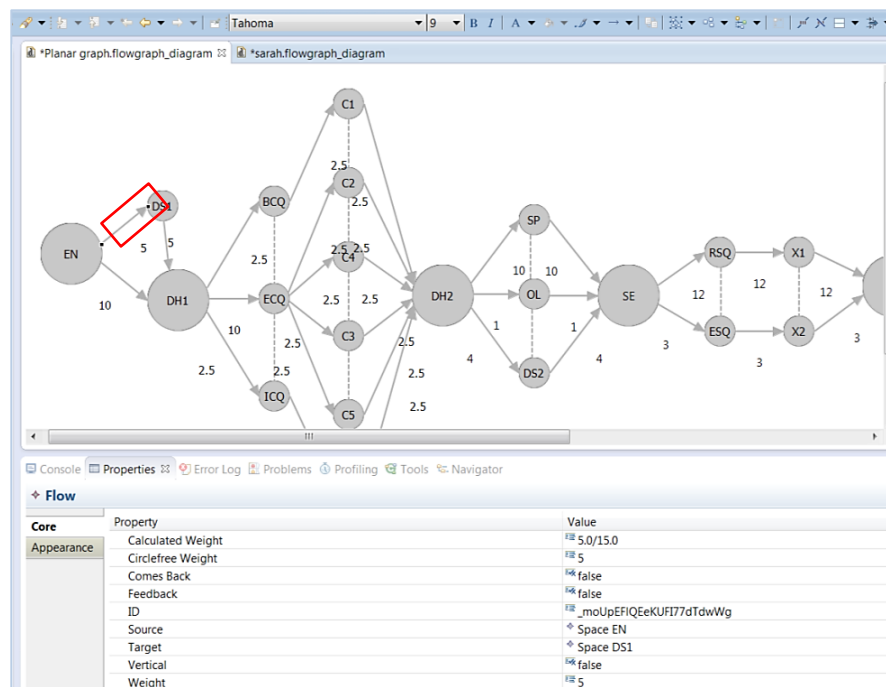 Tahoma 9 B I A
*Planar graph.flowgraph_diagram *sarah.flowgraph_diagram
C1
2.5
C2
DS1
BCQ
2.5
SP
5
5
EN
2.5
2.5
2.5
C4
RSQ
X1
10
10
DH1
ECQ
2.5
2.5
DH2
OL
SE
12
12
12
10
10
C3
1
1
ESQ
X2
2.5
2.5
3
3
2.5
2.5
4
4
3
2.5
DS2
ICQ
2.5
C5
Console Properties Error Log Problems Profiling Tools Navigator
Flow
Core
Appearance
Property Value
Calculated Weight 5.0/15.0
Circlefree Weight 5
Comes Back false
Feedback false
ID _moUpEFlQEeKUFI77dTdwWg
Source Space EN
Target Space DS1
Vertical false
Weight 5